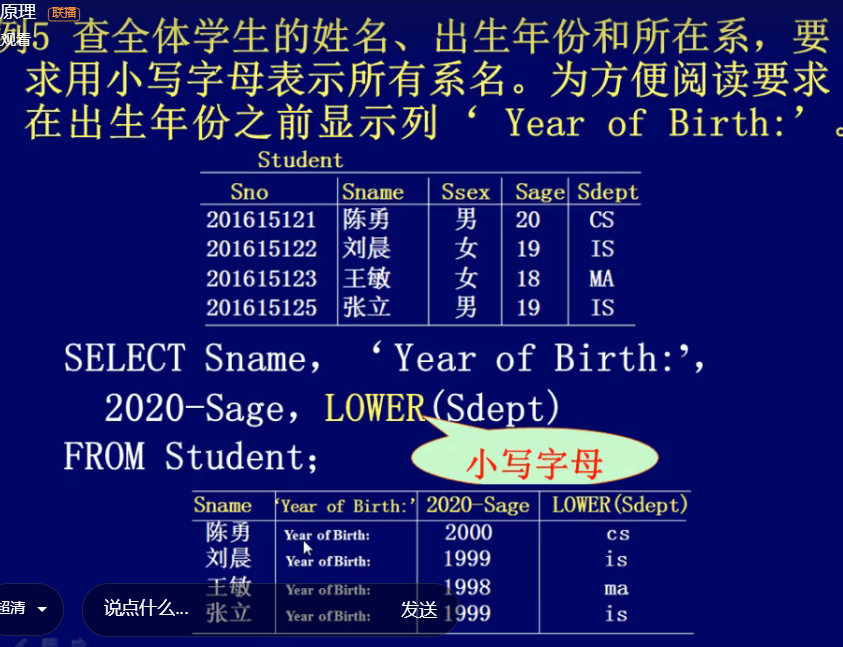 原理 联播
观看
例5 查全体学生的姓名、出生年份和所在系，要
求用小写字母表示所有系名。为方便阅读要求
在出生年份之前显示列‘ Year of Birth:’。
Student
Sno Sname Ssex Sage Sdept
201615121 陈勇 男 20 CS
201615122 刘晨 女 19 IS
201615123 王敏 女 18 MA
201615125 张立 男 19 IS
SELECT Sname，‘Year of Birth:’，
2020-Sage，LOWER(Sdept)
FROM Student；
小写字母
Sname ‘Year of Birth:’ 2020-Sage LOWER(Sdept)
陈勇 Year of Birth: 2000 cs
刘晨 Year of Birth: 1999 is
王敏 Year of Birth: 1998 ma
张立 Year of Birth: 1999 is
超清 说点什么... 发送